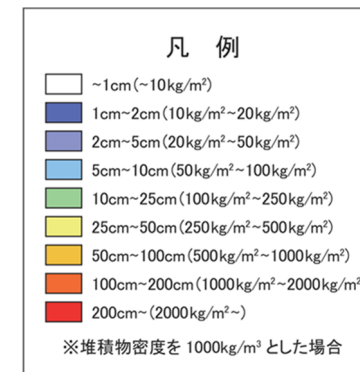 凡 例
~1cm(~10kg/m²)
1cm~2cm(10kg/m²~20kg/m²)
2cm~5cm(20kg/m²~50kg/m²)
5cm~10cm(50kg/m²~100kg/m²)
10cm~25cm(100kg/m²~250kg/m²)
25cm~50cm(250kg/m²~500kg/m²)
50cm~100cm(500kg/m²~1000kg/m²)
100cm~200cm(1000kg/m²~2000kg/m²
200cm~(2000kg/m²~)
※堆積物密度を 1000kg/m³ とした場合